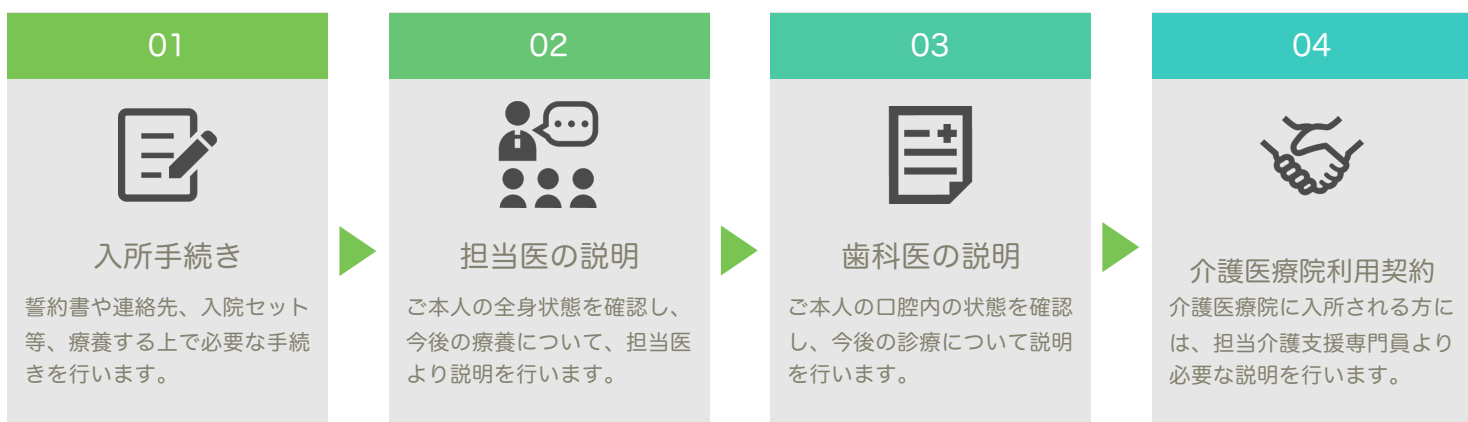 01
入所手続き
誓約書や連絡先、入院セット
等、療養する上で必要な手続
きを行います。
02
担当医の説明
ご本人の全身状態を確認し、
今後の療養について、担当医
より説明を行います。
03
歯科医の説明
ご本人の口腔内の状態を確認
し、今後の診療について説明
を行います。
04
介護医療院利用契約
介護医療院に入所される方に
は、担当介護支援専門員より
必要な説明を行います。